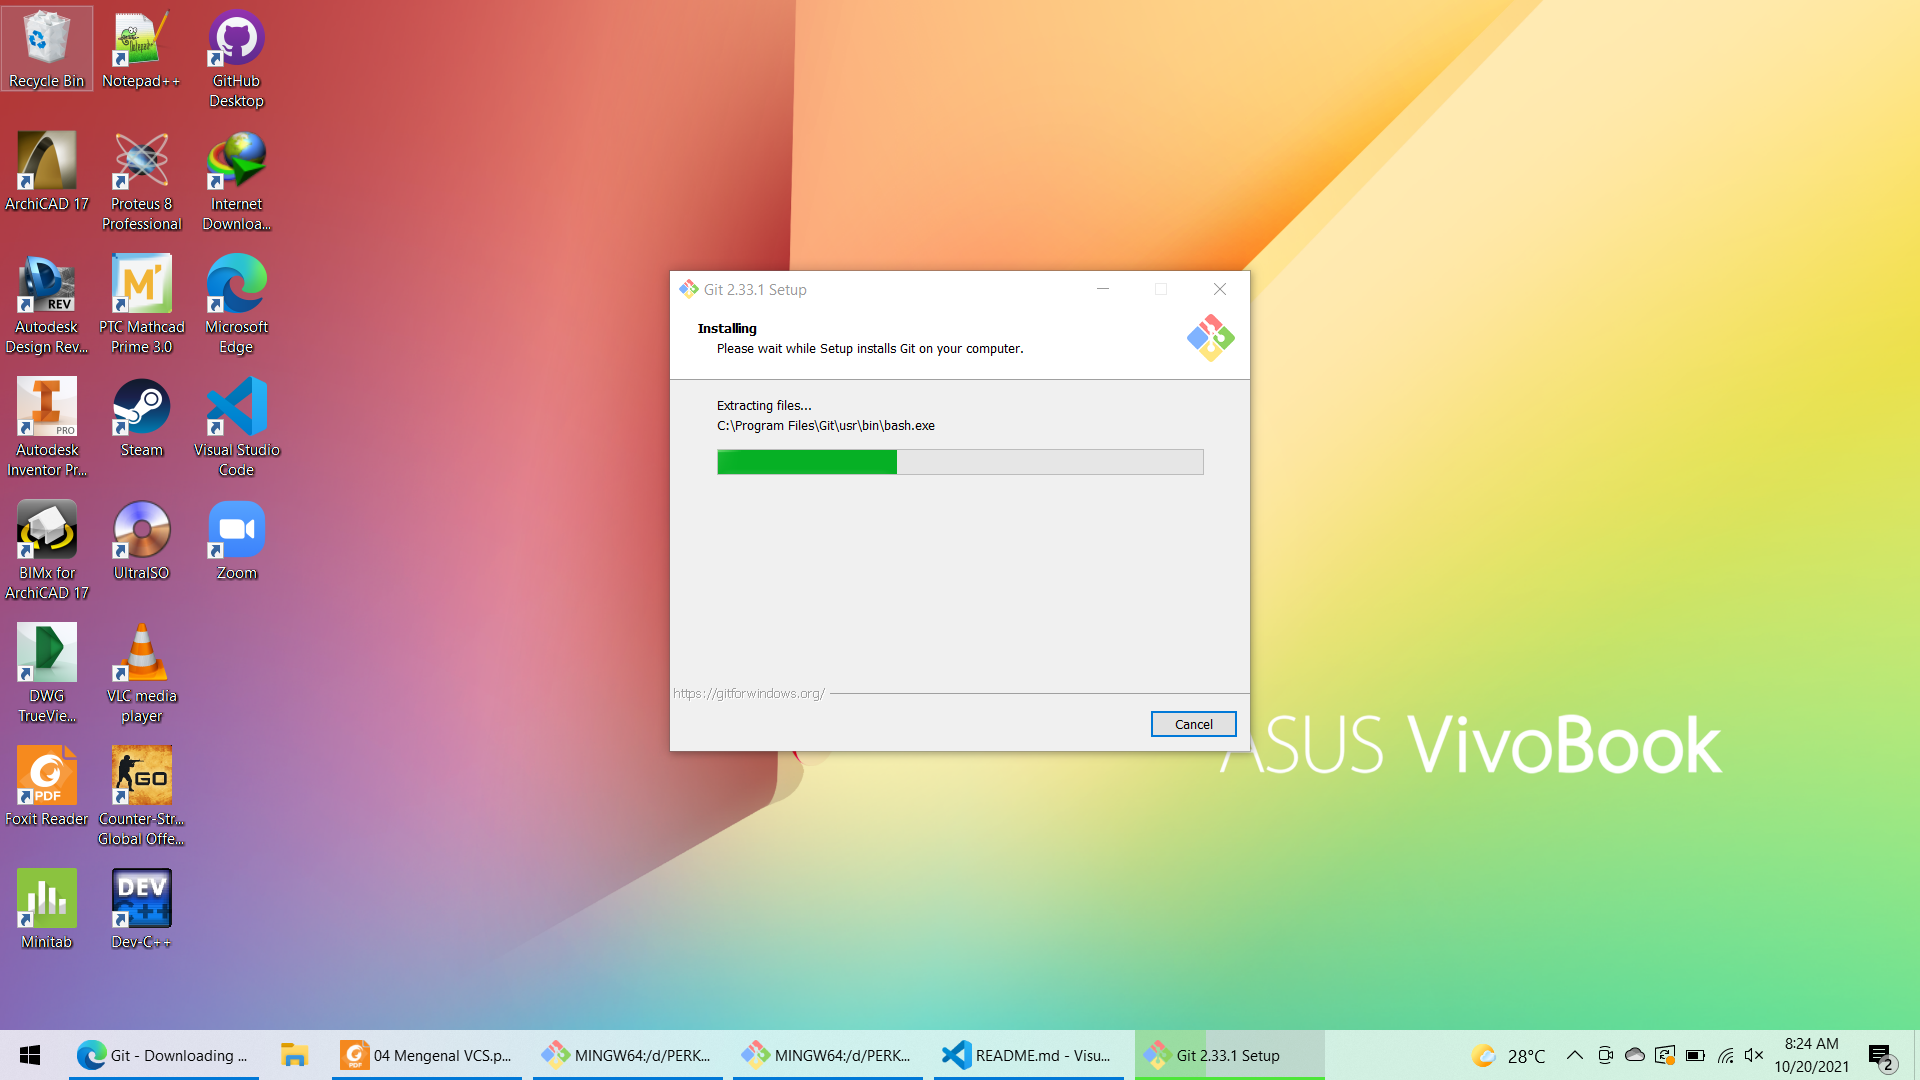 Recycle Bin
Notepad++
GitHub
Desktop
ArchiCAD 17
Proteus 8
Professional
Internet
Downloa...
Autodesk
Design Rev...
REV
M'
PTC Mathcad
Prime 3.0
Microsoft
Edge
PRO
Autodesk
Inventor Pr...
Steam
Visual Studio
Code
BIMx for
ArchiCAD 17
UltraISO
Zoom
DWG
TrueVie...
VLC media
player
PDF
Foxit Reader
GO
Counter-Str...
Global Offe...
Minitab
DEV
C++
Dev-C++
Git 2.33.1 Setup
Installing
Please wait while Setup installs Git on your computer.
Extracting files...
C:\Program Files\Git\usr\bin\bash.exe
https://gitforwindows.org/
Cancel
ASUS VivoBook
Git - Downloading ...
04 Mengenal VCS.p...
MINGW64:/d/PERK...
MINGW64:/d/PERK...
README.md - Visu...
Git 2.33.1 Setup
28°C
8:24 AM
10/20/2021
2